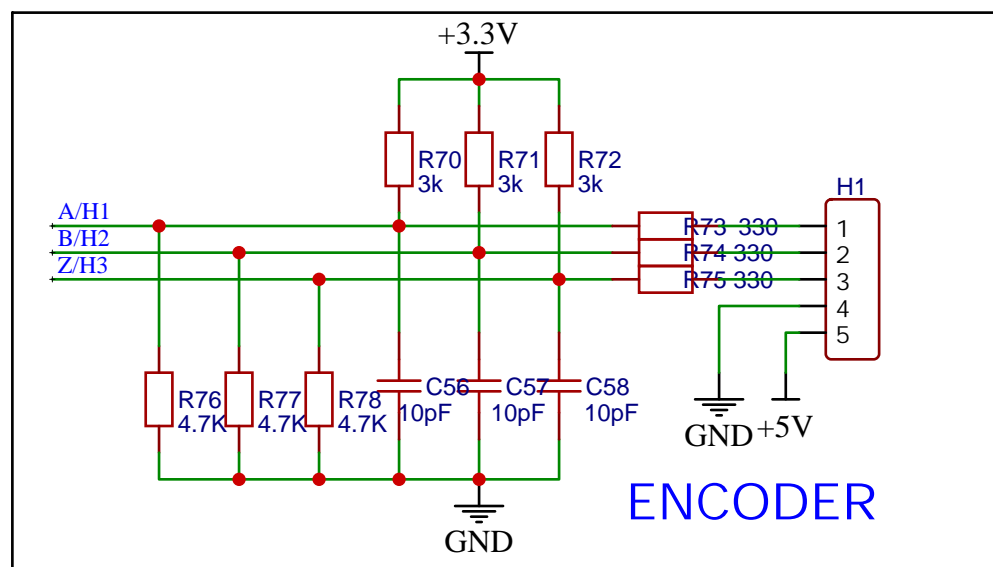 +3.3V
R70
3k
R71
3k
R72
3k
A/H1
B/H2
Z/H3
R73 330
R74 330
R75 330
H1
1
2
3
4
5
R76
4.7K
R77
4.7K
R78
4.7K
C56
10pF
C57
10pF
C58
10pF
GND
+5V
GND
ENCODER